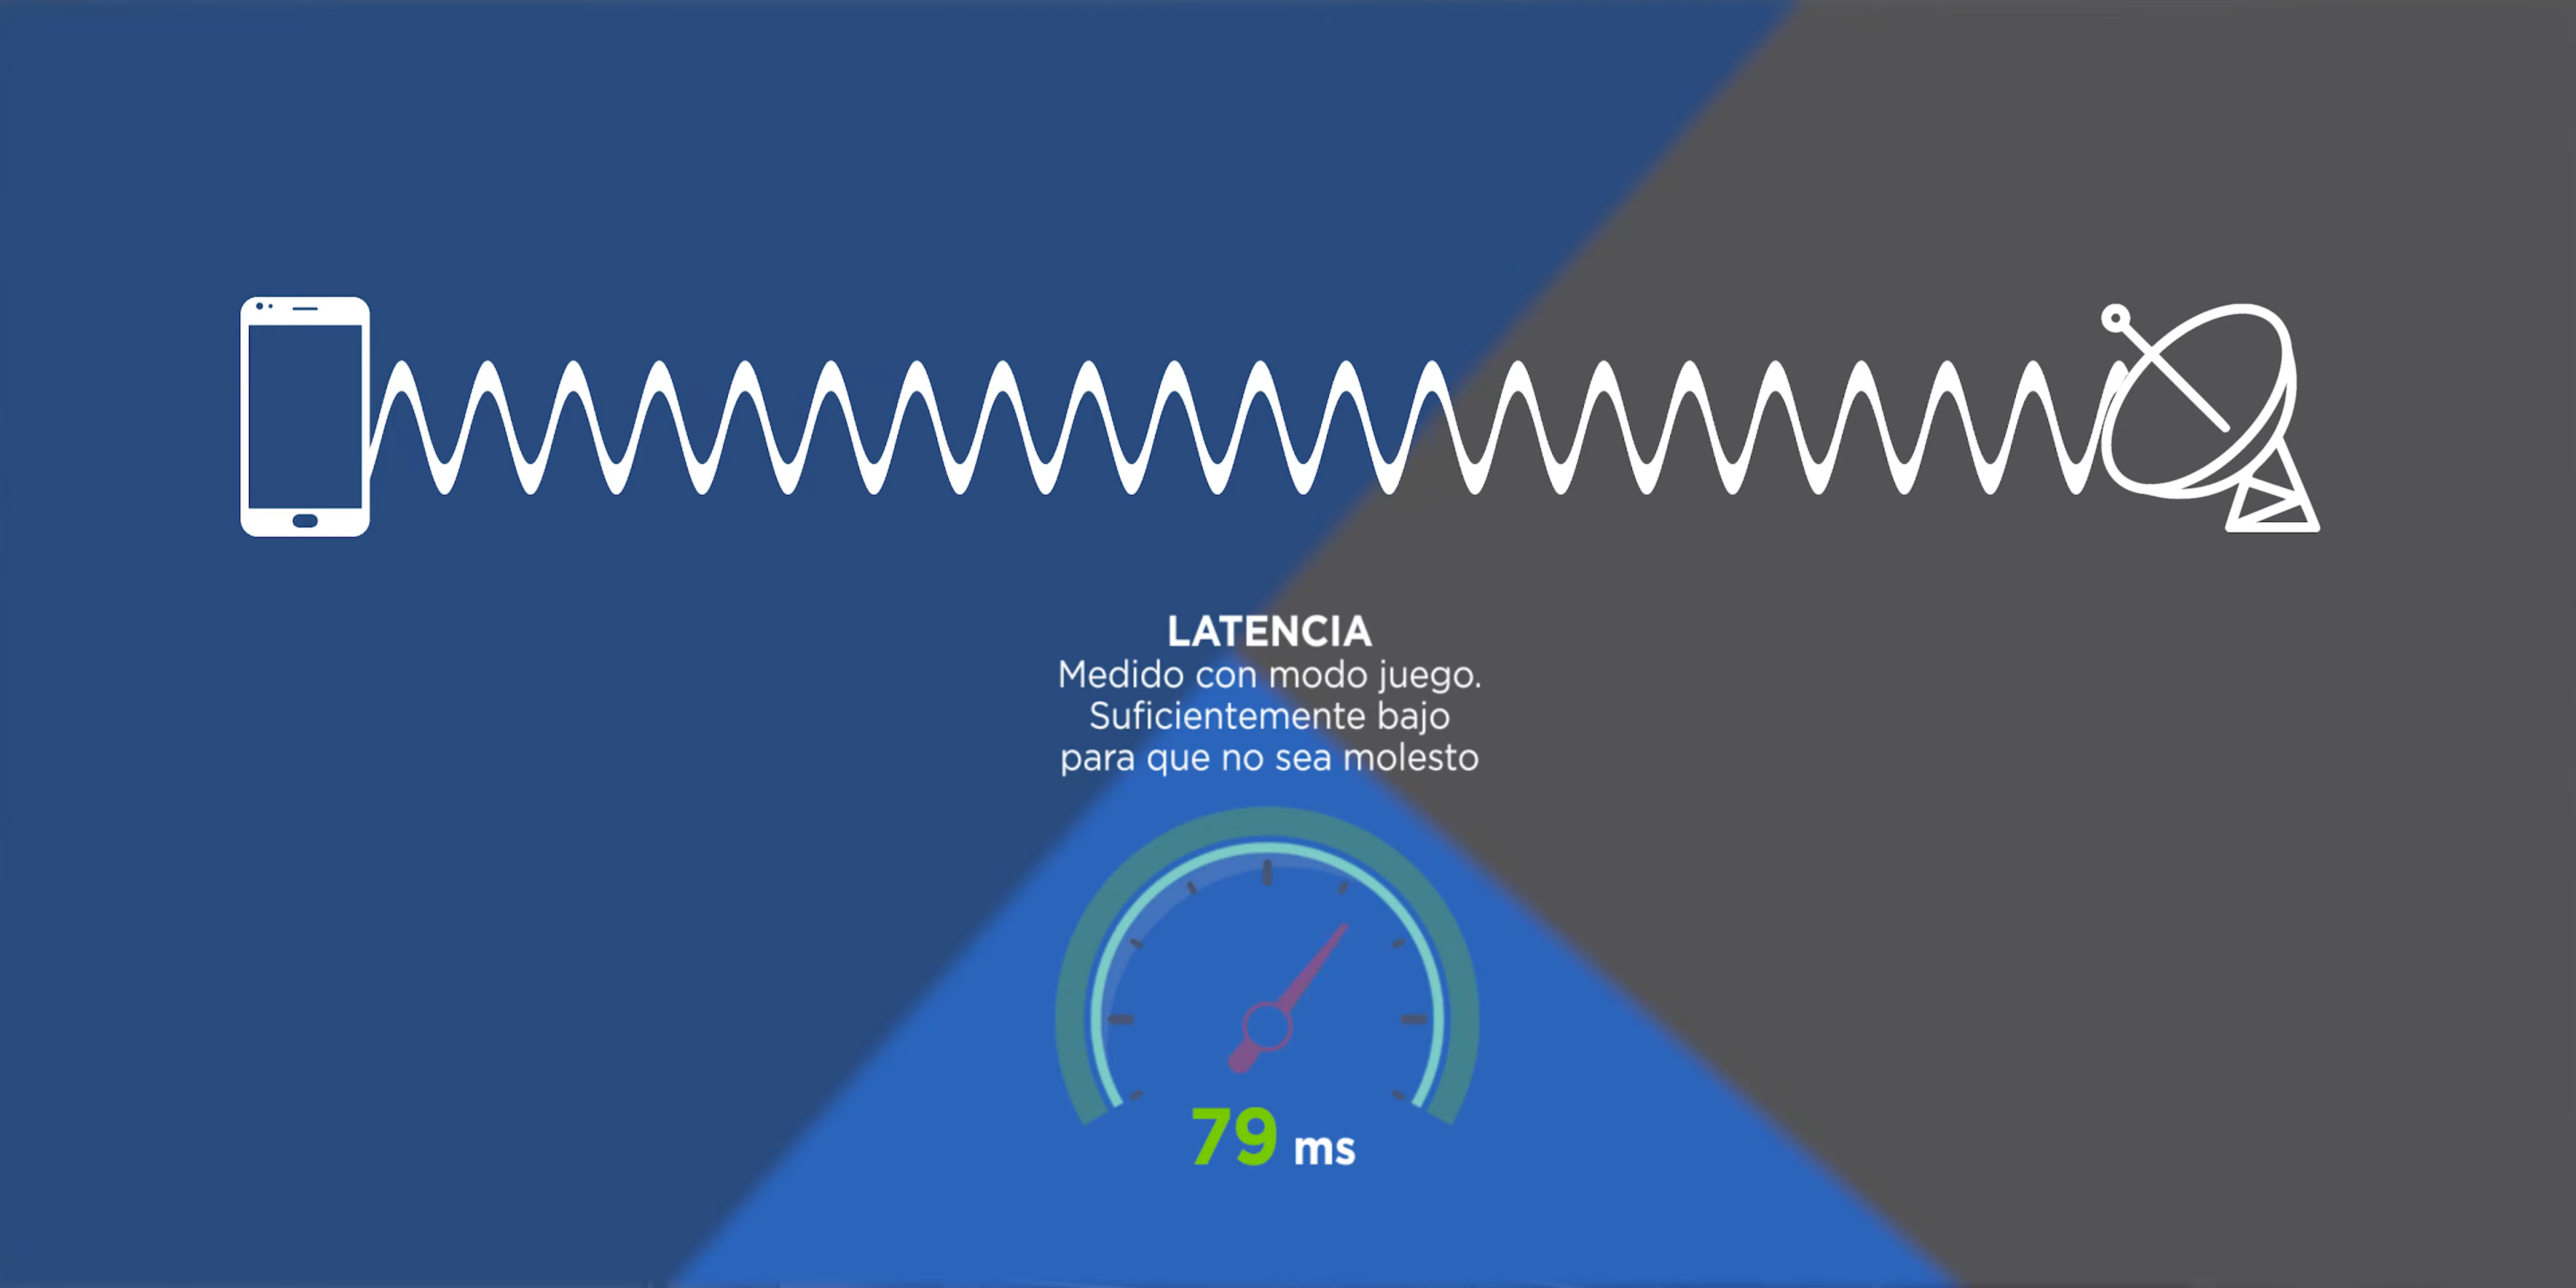 LATENCIA
Medido con modo juego.
Suficientemente bajo
para que no sea molesto
79 ms